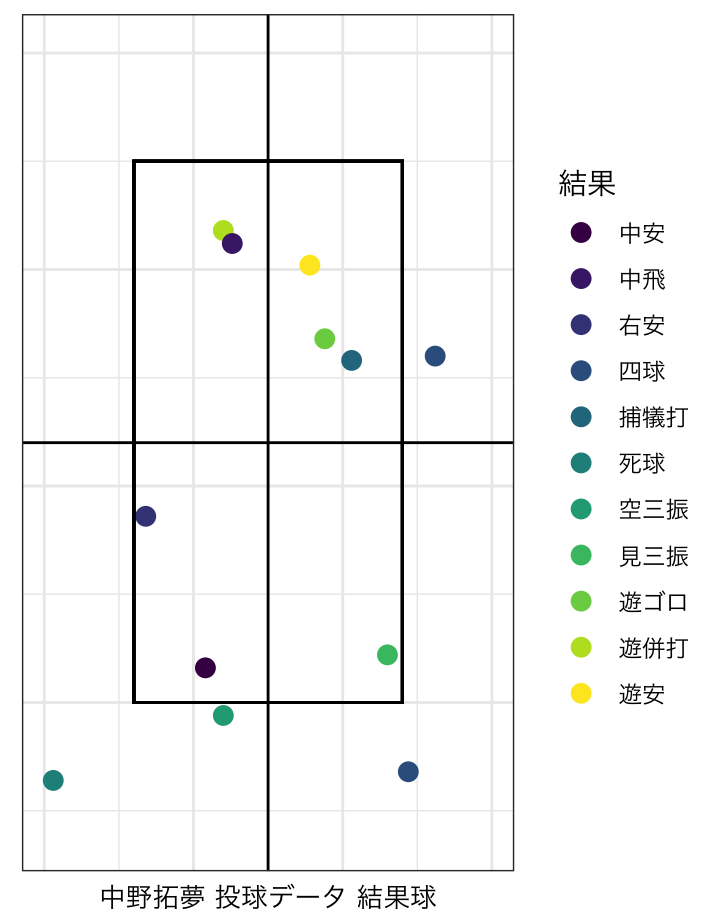 結果
中安
中飛
右安
四球
捕犠打
死球
空三振
見三振
遊ゴロ
遊併打
遊安
中野拓夢 投球データ 結果球